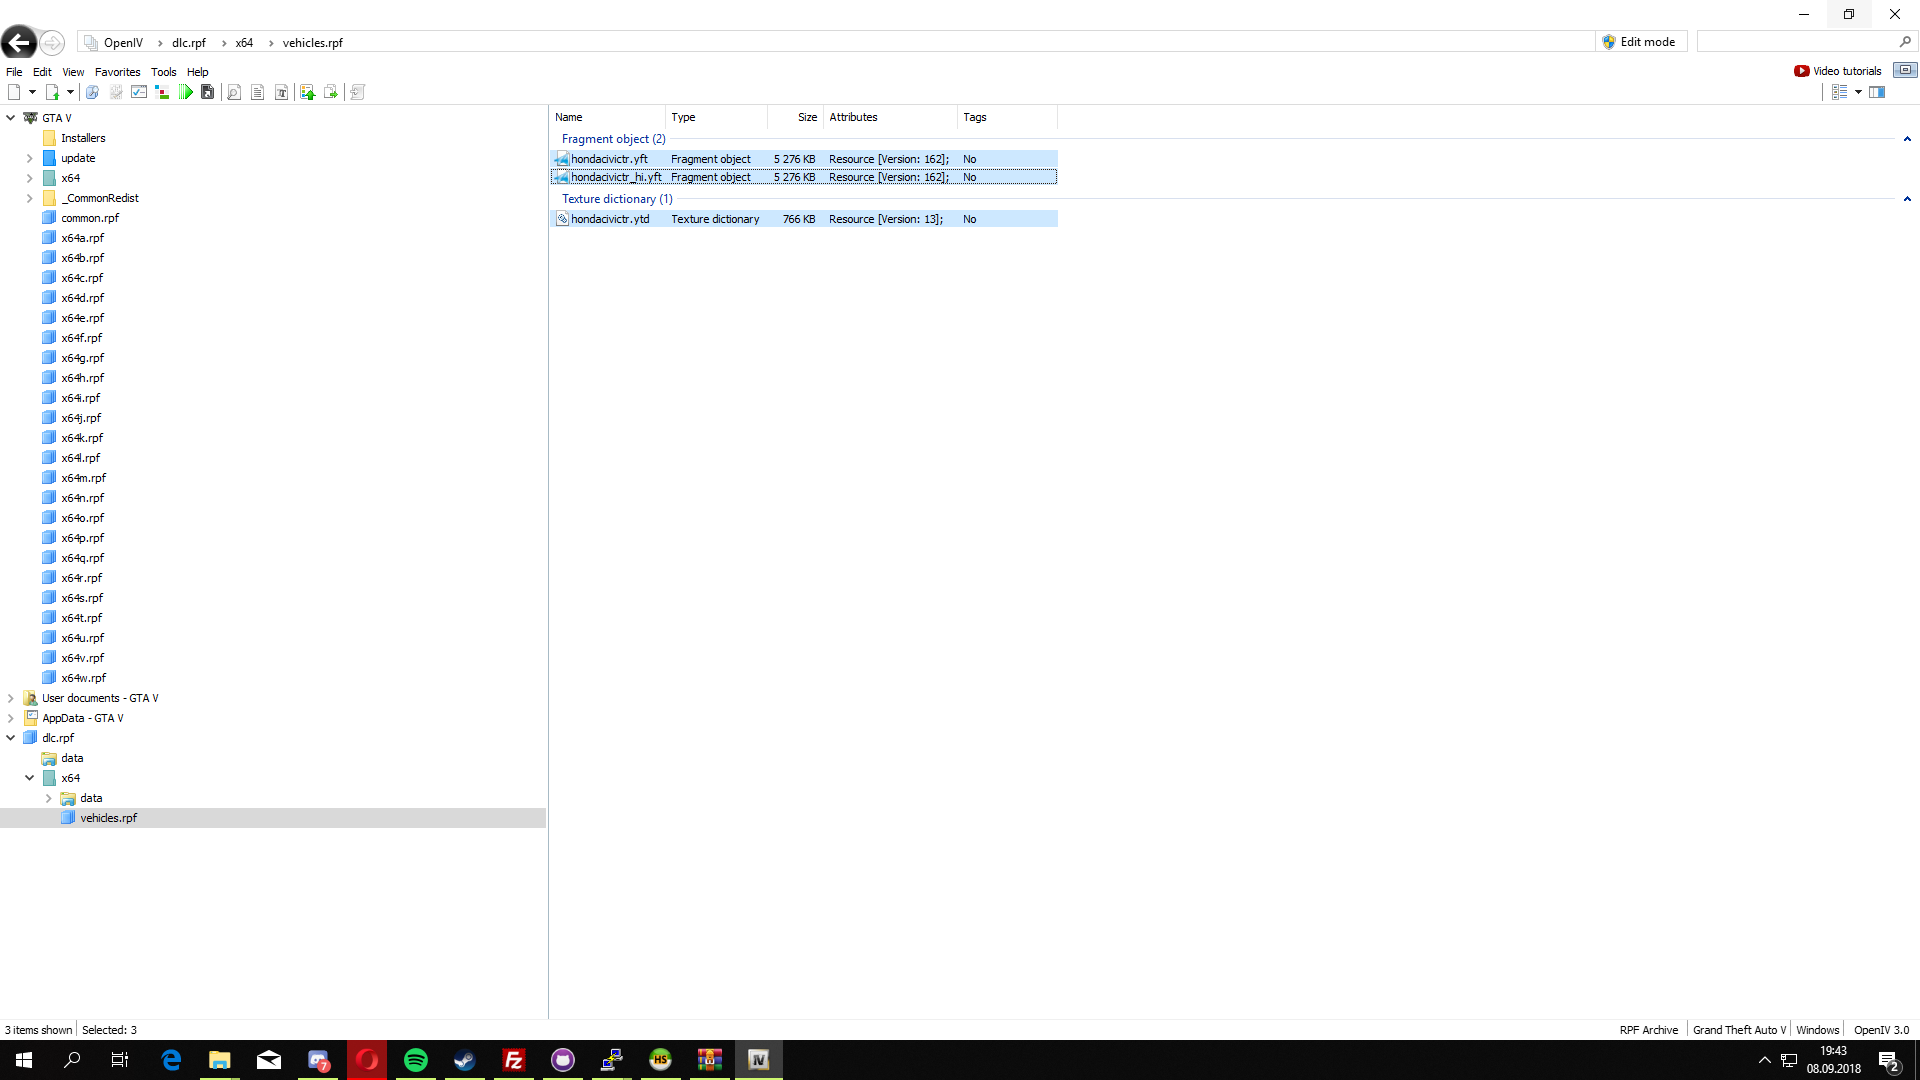 OpenIV dlc.rpf x64 vehicles.rpf Edit mode
File Edit View Favorites Tools Help Video tutorials
GTA V
Installers
update
x64
_CommonRedist
common.rpf
x64a.rpf
x64b.rpf
x64c.rpf
x64d.rpf
x64e.rpf
x64f.rpf
x64g.rpf
x64h.rpf
x64i.rpf
x64j.rpf
x64k.rpf
x64l.rpf
x64m.rpf
x64n.rpf
x64o.rpf
x64p.rpf
x64q.rpf
x64r.rpf
x64s.rpf
x64t.rpf
x64u.rpf
x64v.rpf
x64w.rpf
User documents - GTA V
AppData - GTA V
dlc.rpf
data
x64
data
vehicles.rpf
Name Type Size Attributes Tags
Fragment object (2)
hondacivictr.yft Fragment object 5 276 KB Resource [Version: 162]; No
hondacivictr_hi.yft Fragment object 5 276 KB Resource [Version: 162]; No
Texture dictionary (1)
hondacivictr.ytd Texture dictionary 766 KB Resource [Version: 13]; No
3 items shown Selected: 3 RPF Archive Grand Theft Auto V Windows OpenIV 3.0
7 Fz HS IV 19:43
08.09.2018 2